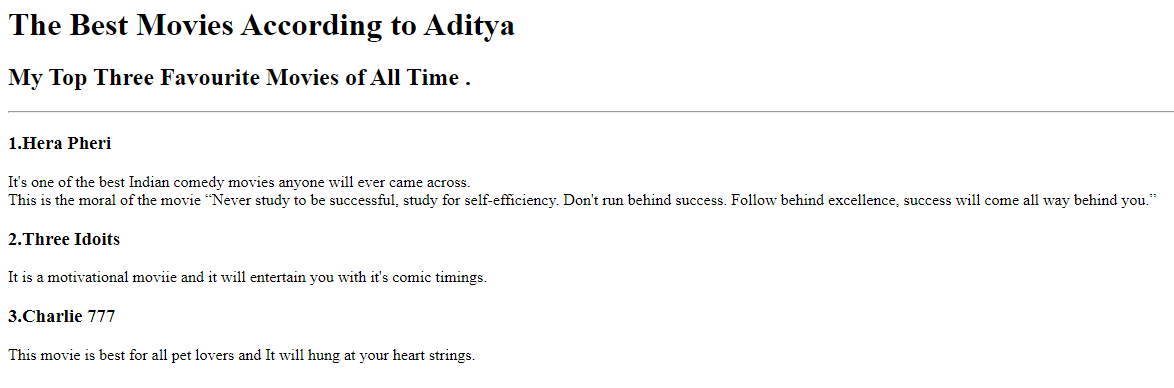 The Best Movies According to Aditya
My Top Three Favourite Movies of All Time .
1.Hera Pheri
It's one of the best Indian comedy movies anyone will ever came across.
This is the moral of the movie “Never study to be successful, study for self-efficiency. Don't run behind success. Follow behind excellence, success will come all way behind you.”
2.Three Idoits
It is a motivational moviie and it will entertain you with it's comic timings.
3.Charlie 777
This movie is best for all pet lovers and It will hung at your heart strings.